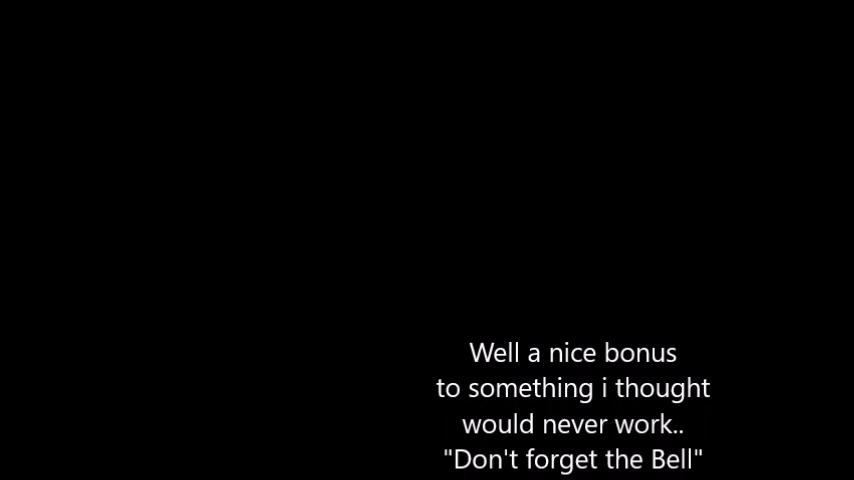 Well a nice bonus
to something i thought
would never work..
"Don't forget the Bell"